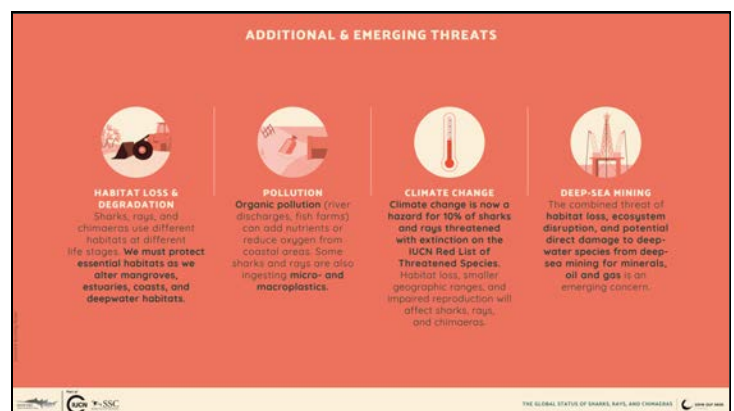 ADDITIONAL & EMERGING THREATS
HABITAT LOSS &
DEGRADATION
Sharks, rays, and
chimaeras use different
habitats at different
life stages. We must protect
essential habitats as we
alter mangroves,
estuaries, coasts, and
deepwater habitats.
POLLUTION
Organic pollution (river
discharges, fish farms)
can add nutrients or
reduce oxygen from
coastal areas. Some
sharks and rays are also
ingesting micro- and
macroplastics.
CLIMATE CHANGE
Climate change is now a
hazard for 10% of sharks
and rays threatened
with extinction on the
IUCN Red List of
Threatened Species.
Habitat loss, smaller
geographic ranges, and
impaired reproduction will
affect sharks, rays,
and chimaeras.
DEEP-SEA MINING
The combined threat of
habitat loss, ecosystem
disruption, and potential
direct damage to deep-
water species from deep-
sea mining for minerals,
oil and gas is an
emerging concern.
IUCN
SSC
THE GLOBAL STATUS OF SHARKS, RAYS, AND CHIMAERAS